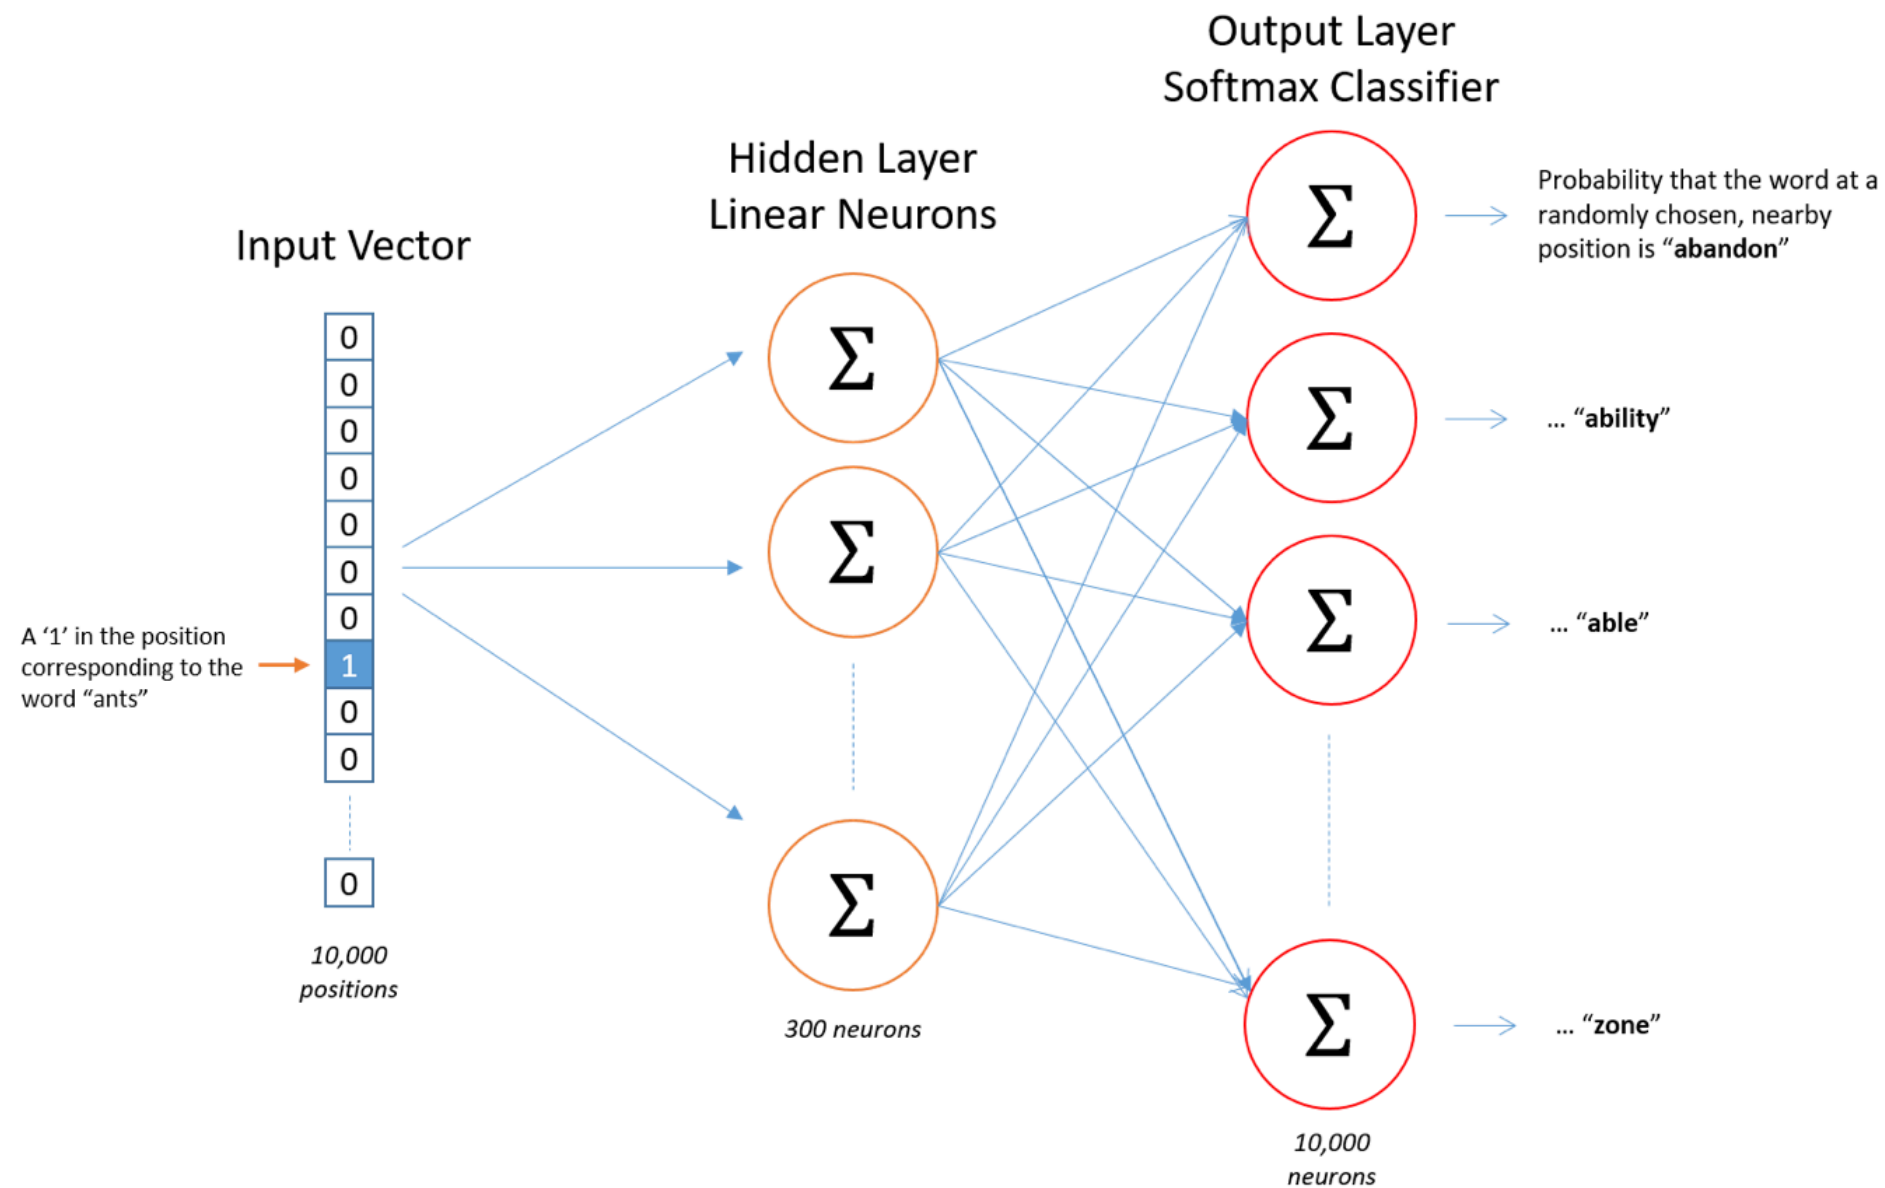 Output Layer
Softmax Classifier
Hidden Layer
Linear Neurons
Input Vector
0
0
0
0
0
0
0
1
0
0
0
A ‘1’ in the position
corresponding to the
word “ants”
10,000
positions
Σ
Σ
Σ
300 neurons
Σ
Σ
Σ
Σ
10,000
neurons
Probability that the word at a
randomly chosen, nearby
position is “abandon”
... “ability”
... “able”
... “zone”